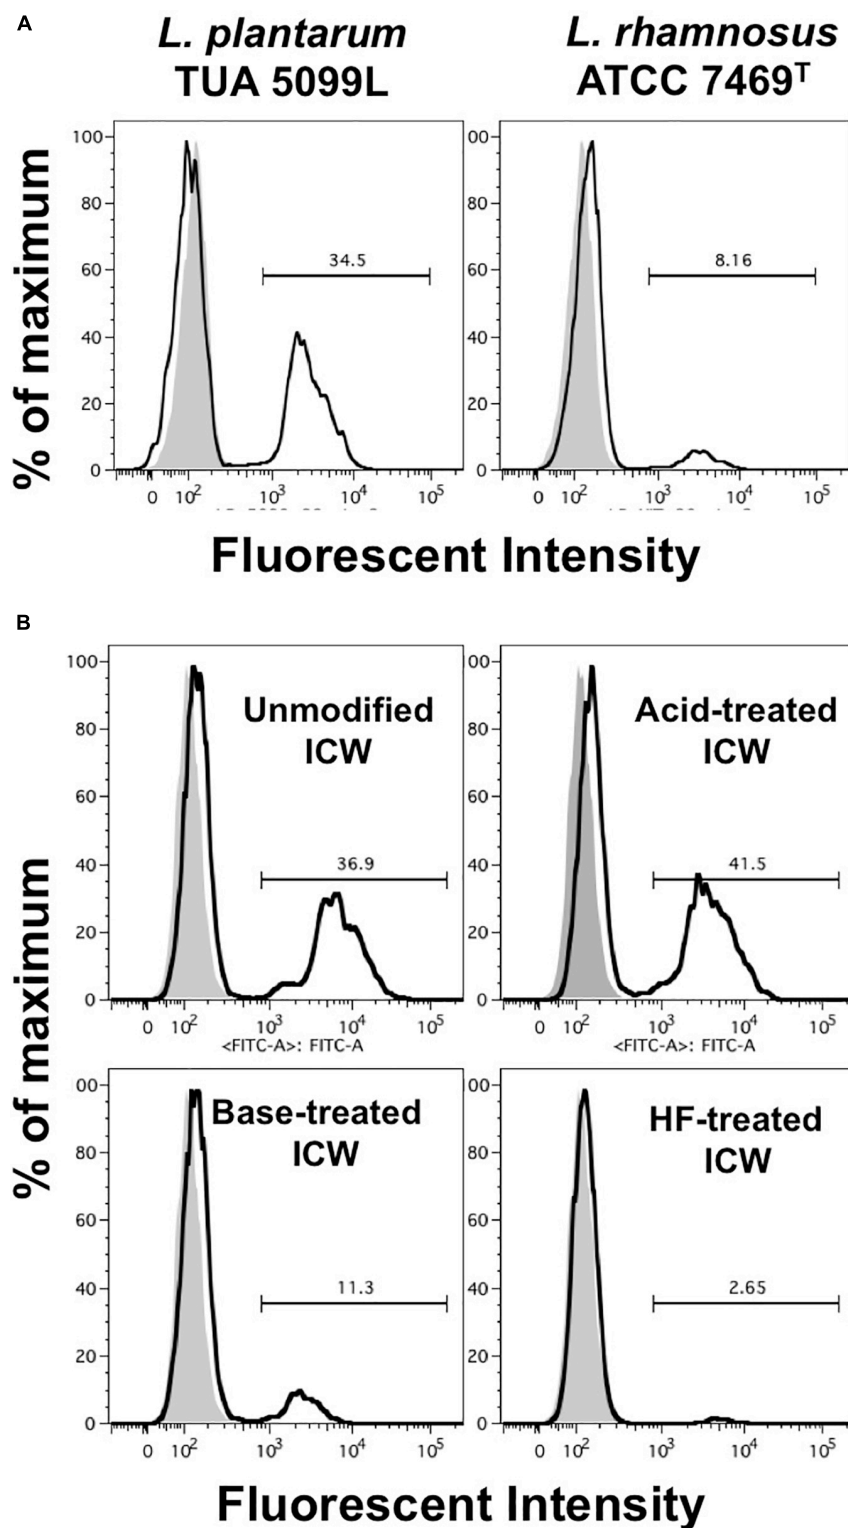 A
L. plantarum
TUA 5099L
L. rhamnosus
ATCC 7469ᵀ
% of maximum
100
80
60
40
20
0
34.5
0 10² 10³ 10⁴ 10⁵
00
80
60
40
20
0
8.16
0 10² 10³ 10⁴ 10⁵
Fluorescent Intensity
B
% of maximum
100
80
60
40
20
0
Unmodified
ICW
36.9
0 10² 10³ 10⁴ 10⁵
<FITC-A>: FITC-A
00
80
60
40
20
0
Acid-treated
ICW
41.5
0 10² 10³ 10⁴ 10⁵
<FITC-A>: FITC-A
00
80
60
40
20
0
Base-treated
ICW
11.3
0 10² 10³ 10⁴ 10⁵
00
80
60
40
20
0
HF-treated
ICW
2.65
0 10² 10³ 10⁴ 10⁵
Fluorescent Intensity